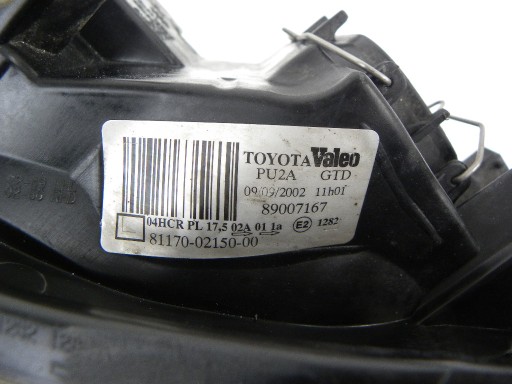 TOYOTA Valeo
PU2A GTD
09/09/2002 11h01
89007167
L 04HCR PL 17,5 02A 01 1a E2 1282
81170-02150-00